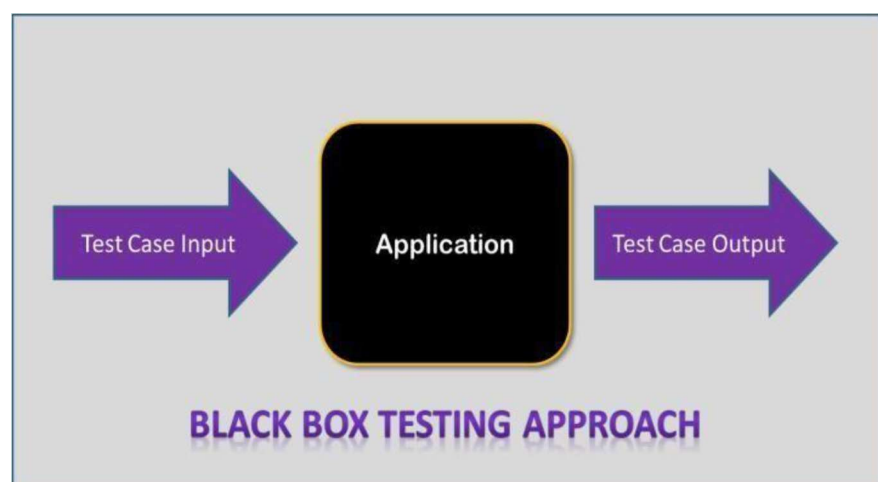 Test Case Input
Application
Test Case Output
BLACK BOX TESTING APPROACH